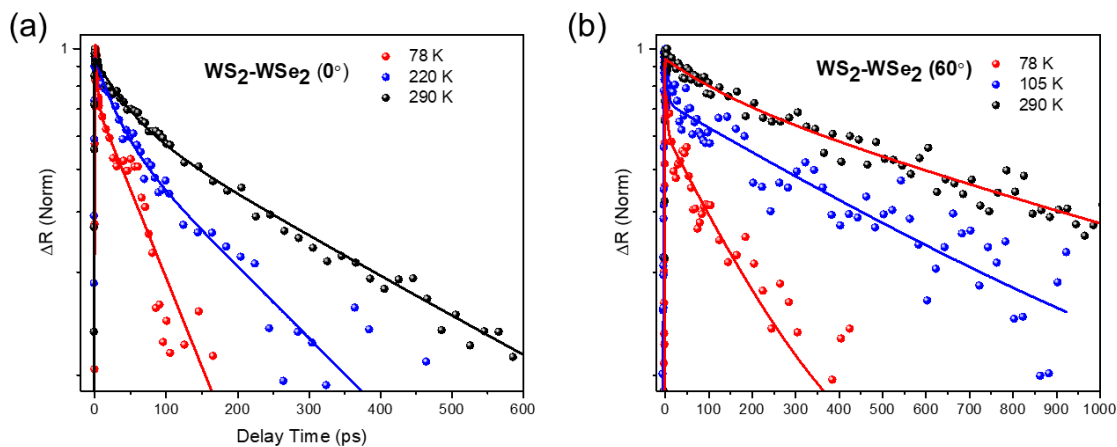 (a)
WS₂-WSe₂ (0°)
78 K
220 K
290 K
1
ΔR (Norm)
0 100 200 300 400 500 600
Delay Time (ps)
(b)
WS₂-WSe₂ (60°)
78 K
105 K
290 K
1
ΔR (Norm)
0 100 200 300 400 500 600 700 800 900 1000